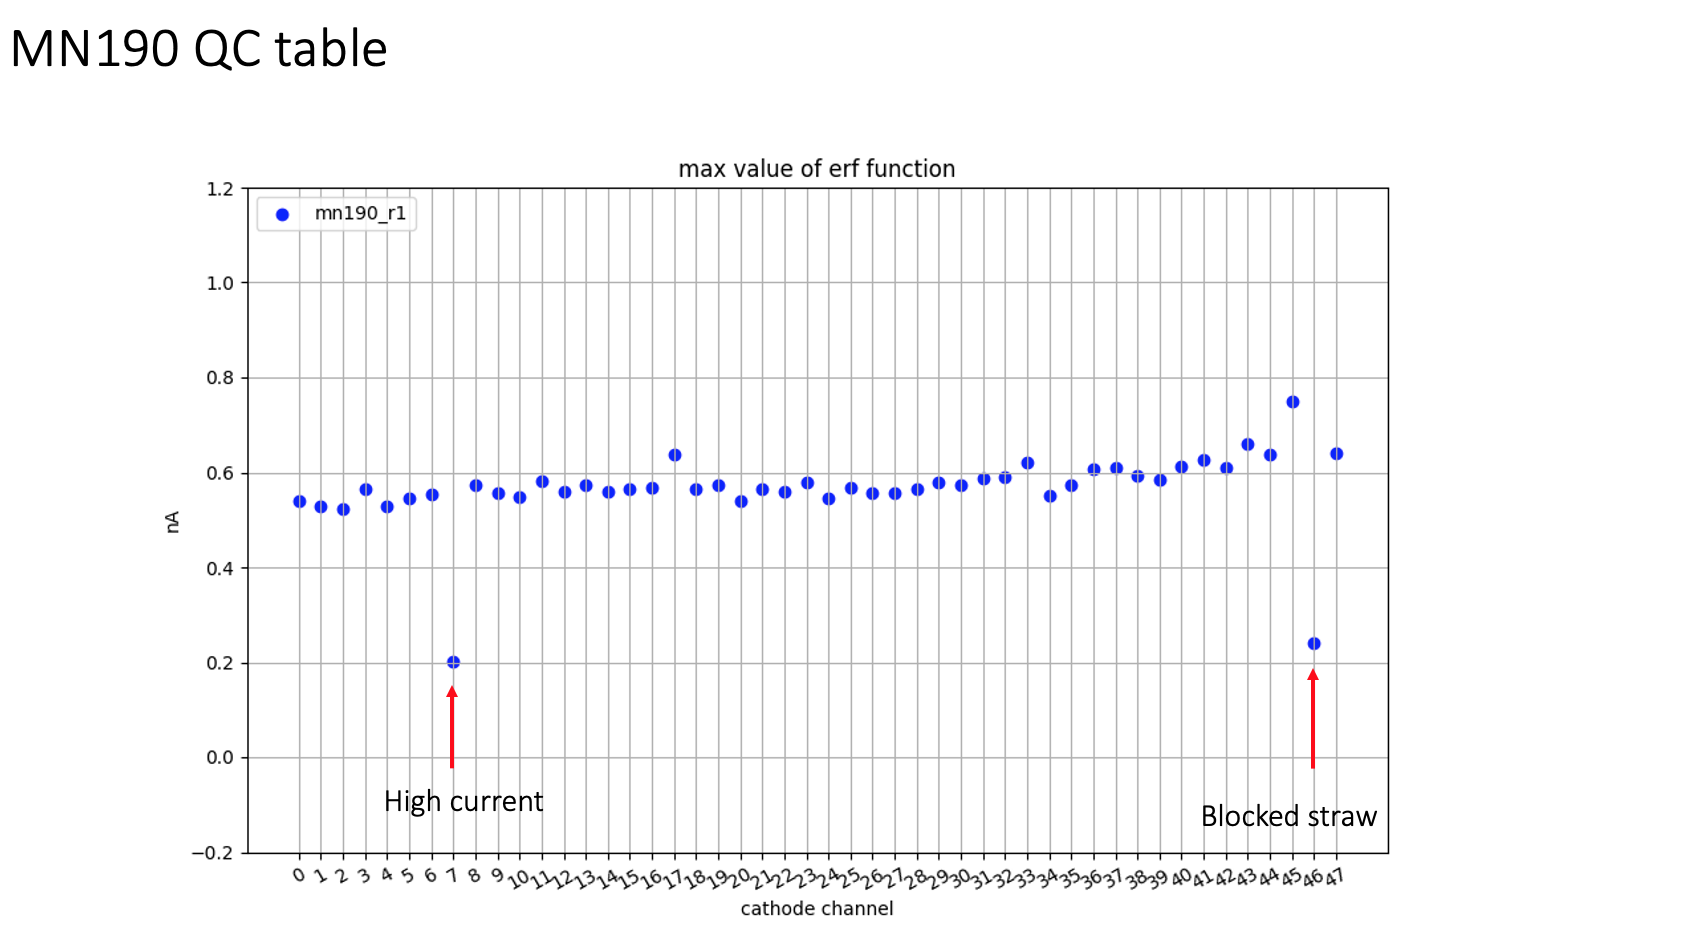 MN190 QC table
max value of erf function
mn190_r1
1.2
1.0
0.8
0.6
0.4
0.2
0.0
−0.2
nA
High current
Blocked straw
0 1 2 3 4 5 6 7 8 9 10 11 12 13 14 15 16 17 18 19 20 21 22 23 24 25 26 27 28 29 30 31 32 33 34 35 36 37 38 39 40 41 42 43 44 45 46 47
cathode channel